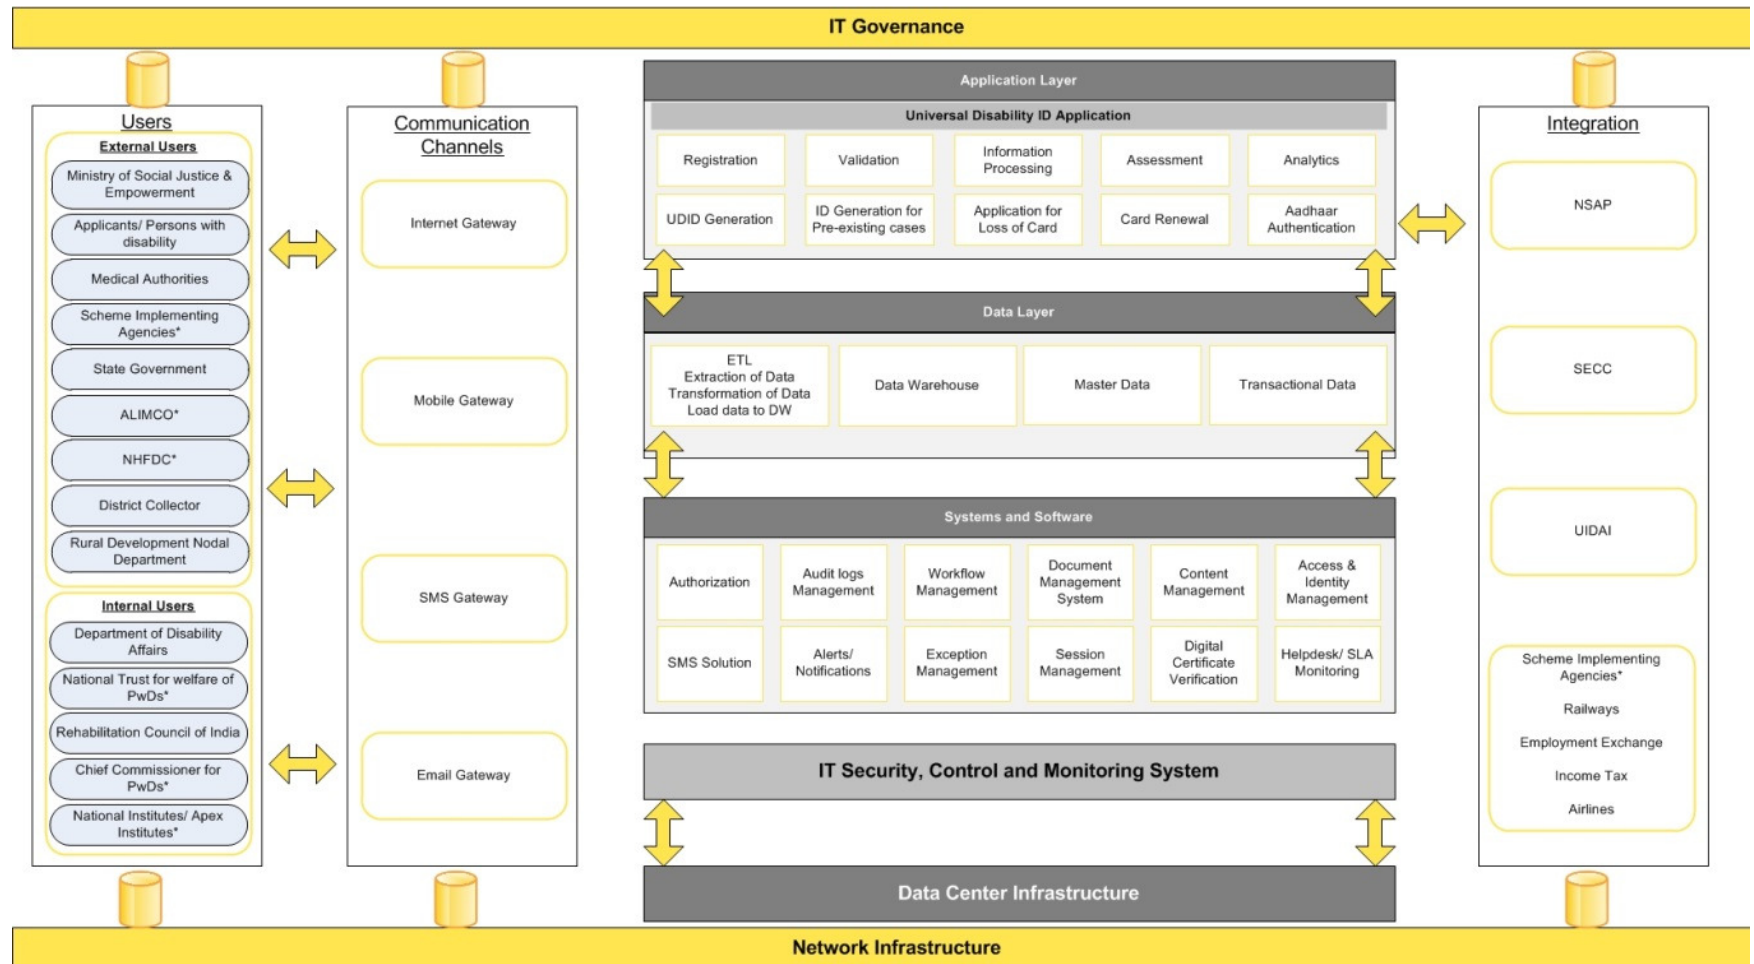 IT Governance
Users
External Users
Ministry of Social Justice &
Empowerment
Applicants/ Persons with
disability
Medical Authorities
Scheme Implementing
Agencies*
State Government
ALIMCO*
NHFDC*
District Collector
Rural Development Nodal
Department
Internal Users
Department of Disability
Affairs
National Trust for welfare of
PwDs*
Rehabilitation Council of India
Chief Commissioner for
PwDs*
National Institutes/ Apex
Institutes*
Communication
Channels
Internet Gateway
Mobile Gateway
SMS Gateway
Email Gateway
Application Layer
Universal Disability ID Application
Registration
Validation
Information
Processing
Assessment
Analytics
UDID Generation
ID Generation for
Pre-existing cases
Application for
Loss of Card
Card Renewal
Aadhaar
Authentication
Data Layer
ETL
Extraction of Data
Transformation of Data
Load data to DW
Data Warehouse
Master Data
Transactional Data
Systems and Software
Authorization
Audit logs
Management
Workflow
Management
Document
Management
System
Content
Management
Access &
Identity
Management
SMS Solution
Alerts/
Notifications
Exception
Management
Session
Management
Digital
Certificate
Verification
Helpdesk/ SLA
Monitoring
IT Security, Control and Monitoring System
Data Center Infrastructure
Integration
NSAP
SECC
UIDAI
Scheme Implementing
Agencies*
Railways
Employment Exchange
Income Tax
Airlines
Network Infrastructure